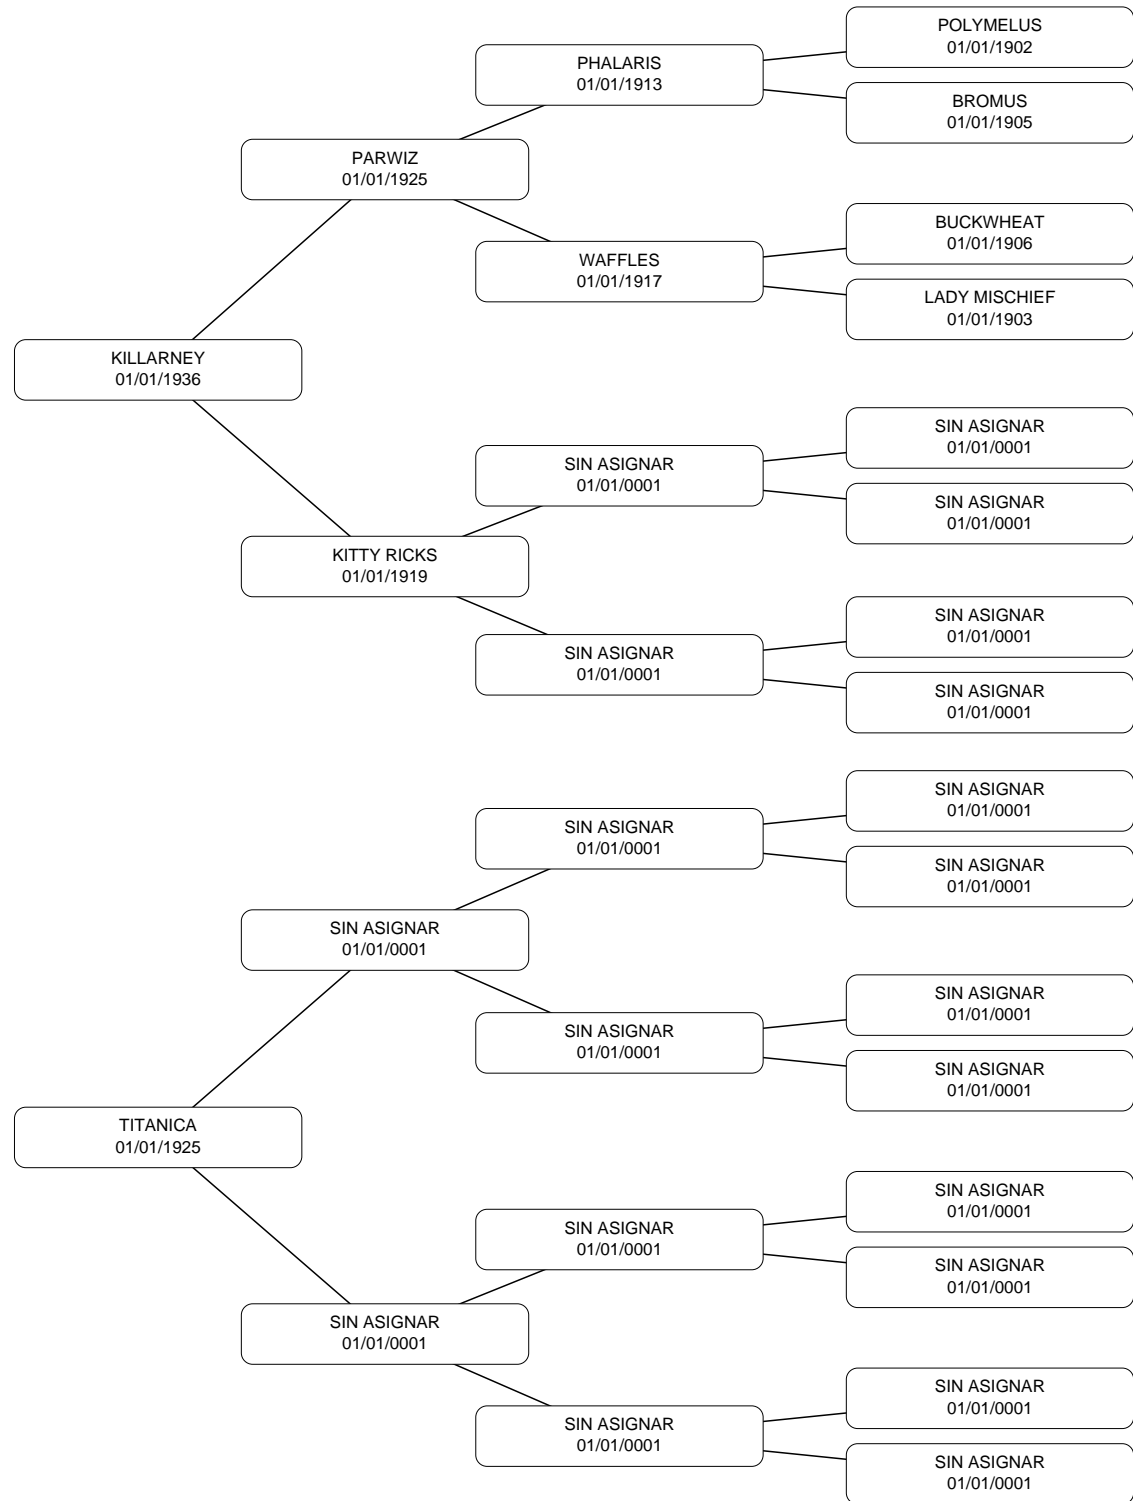 POLYMELUS
01/01/1902
PHALARIS
01/01/1913
BROMUS
01/01/1905
PARWIZ
01/01/1925
BUCKWHEAT
01/01/1906
WAFFLES
01/01/1917
LADY MISCHIEF
01/01/1903
KILLARNEY
01/01/1936
SIN ASIGNAR
01/01/0001
SIN ASIGNAR
01/01/0001
SIN ASIGNAR
01/01/0001
KITTY RICKS
01/01/1919
SIN ASIGNAR
01/01/0001
SIN ASIGNAR
01/01/0001
SIN ASIGNAR
01/01/0001
SIN ASIGNAR
01/01/0001
SIN ASIGNAR
01/01/0001
SIN ASIGNAR
01/01/0001
SIN ASIGNAR
01/01/0001
SIN ASIGNAR
01/01/0001
SIN ASIGNAR
01/01/0001
SIN ASIGNAR
01/01/0001
TITANICA
01/01/1925
SIN ASIGNAR
01/01/0001
SIN ASIGNAR
01/01/0001
SIN ASIGNAR
01/01/0001
SIN ASIGNAR
01/01/0001
SIN ASIGNAR
01/01/0001
SIN ASIGNAR
01/01/0001
SIN ASIGNAR
01/01/0001